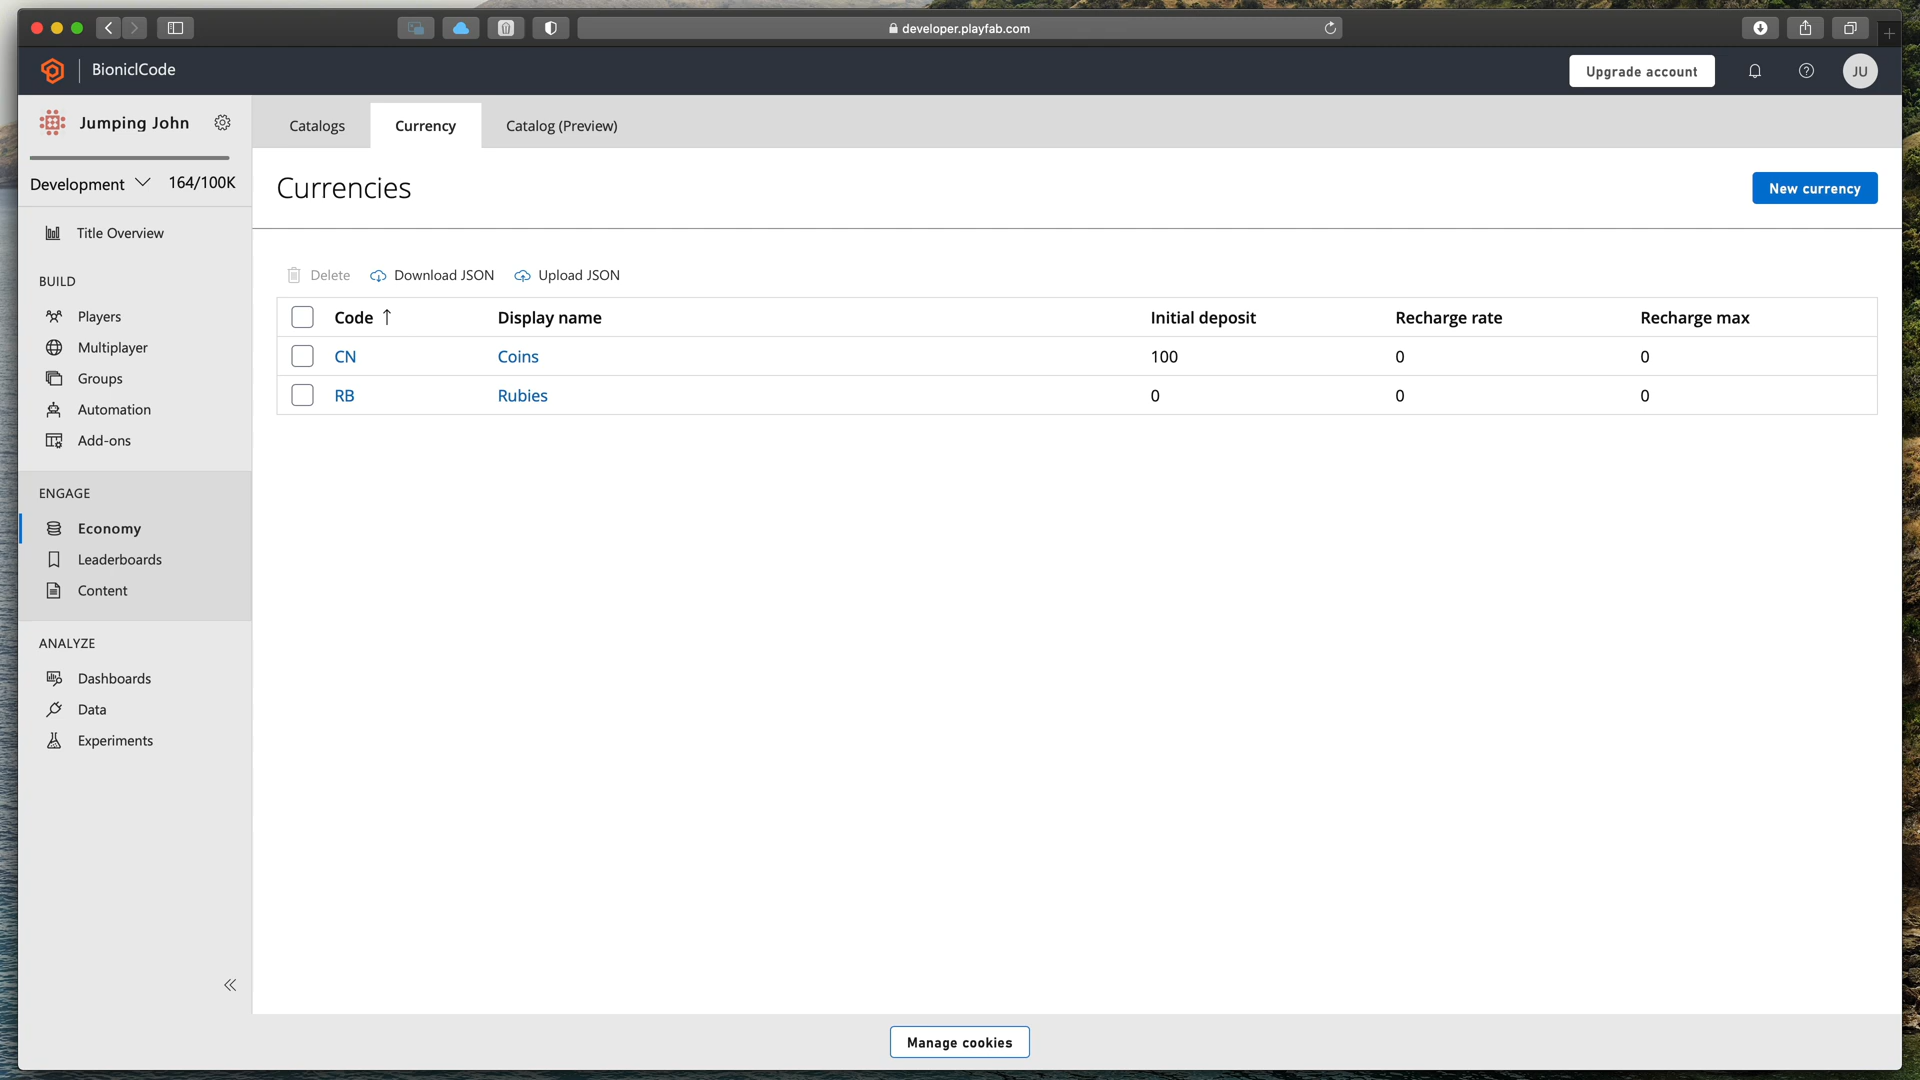 developer.playfab.com
BioniclCode
Upgrade account
JU
Jumping John
Catalogs
Currency
Catalog (Preview)
Development
164/100K
Currencies
New currency
Title Overview
Delete
Download JSON
Upload JSON
BUILD
Code ↑ Display name Initial deposit Recharge rate Recharge max
Players
Multiplayer
CN Coins 100 0 0
Groups
RB Rubies 0 0 0
Automation
Add-ons
ENGAGE
Economy
Leaderboards
Content
ANALYZE
Dashboards
Data
Experiments
Manage cookies